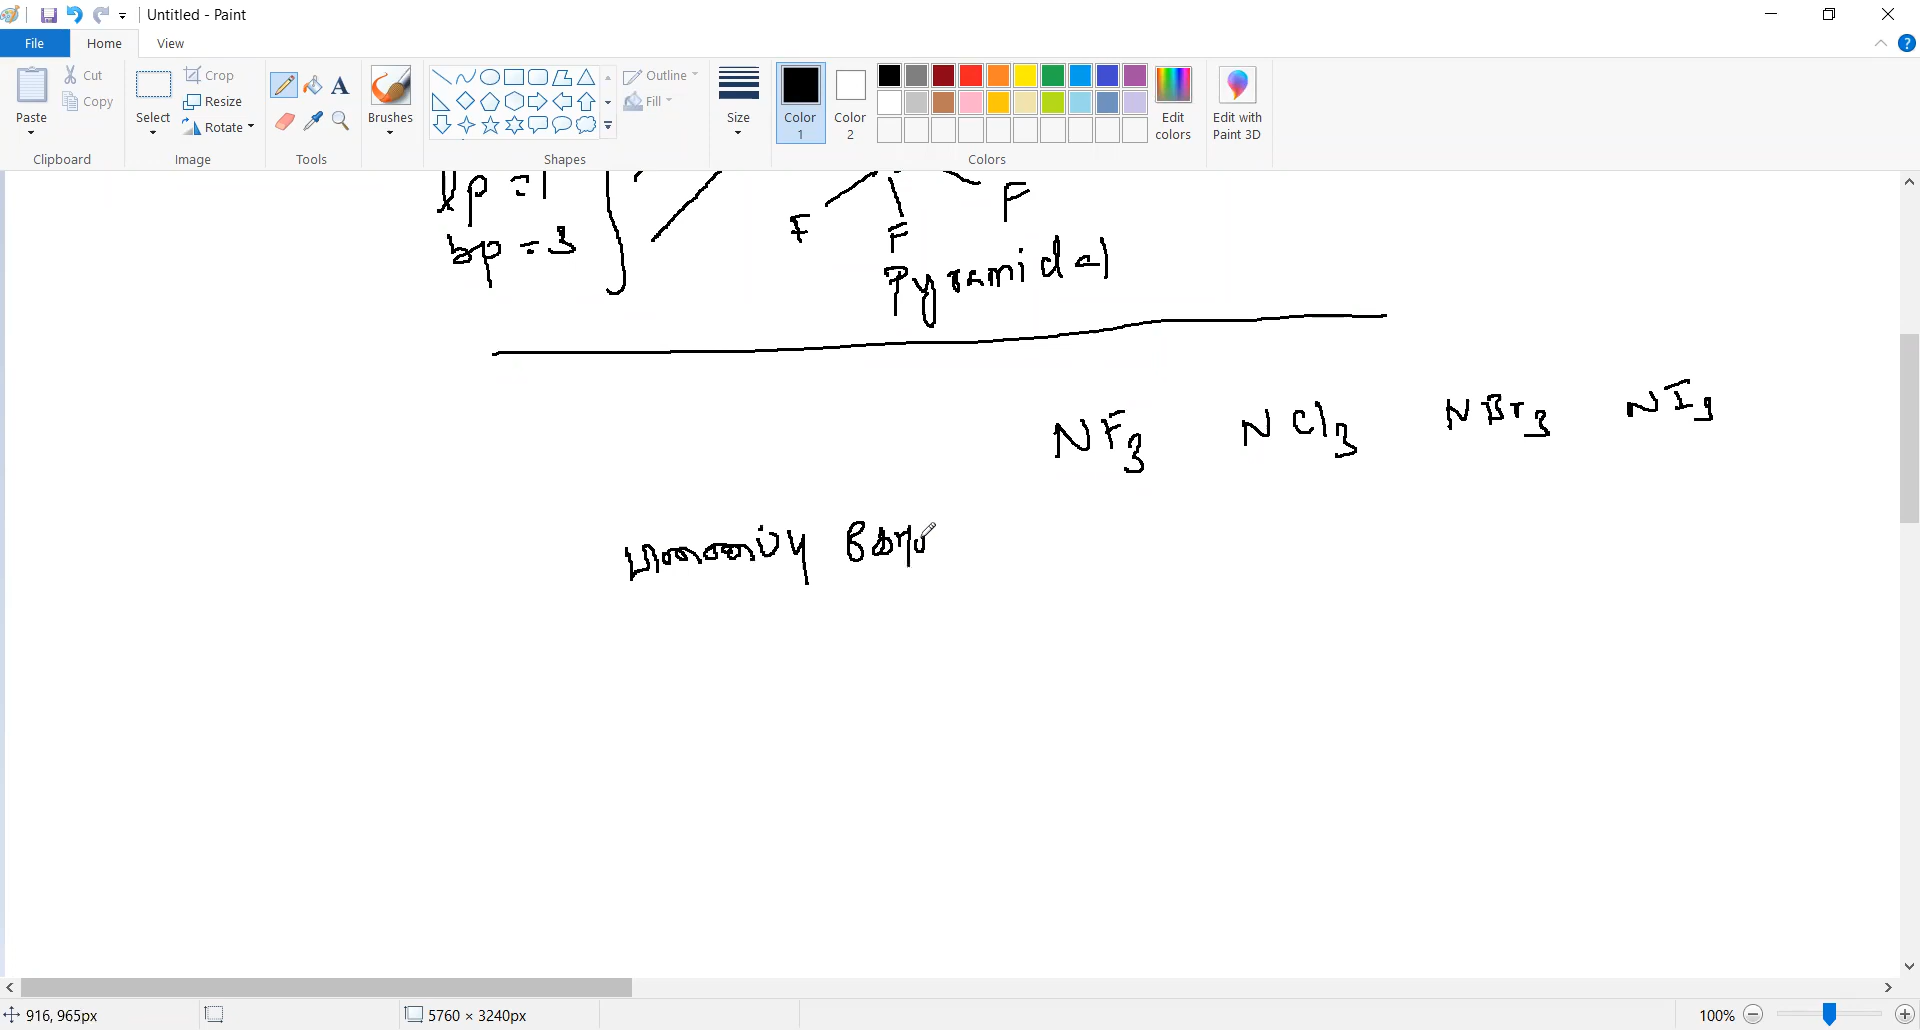 Untitled - Paint
File Home View
Cut Crop Outline
Copy Resize Fill
Paste Select Rotate Brushes Size Color 1 Color 2 Edit colors Edit with Paint 3D
Clipboard Image Tools Shapes Colors
lp = 1
F F F
bp = 3
Pyramidal
NF3 NCl3 NBr3 NI3
916, 965px 5760 × 3240px 100%